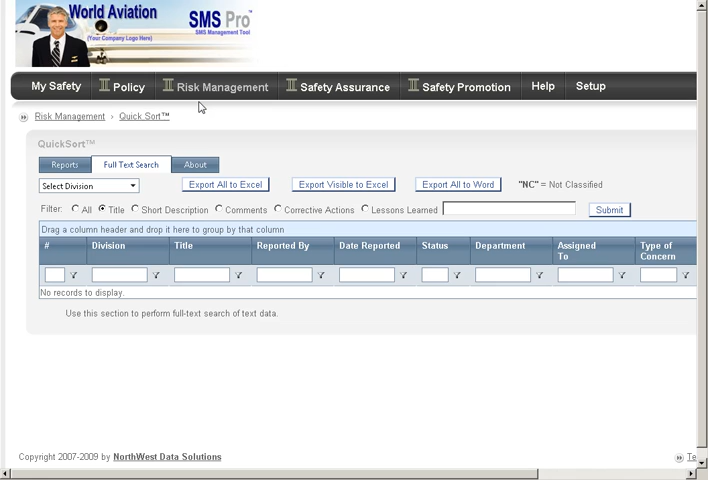 World Aviation
(Your Company Logo Here)
SMS Pro™
SMS Management Tool
My Safety
Policy
Risk Management
Safety Assurance
Safety Promotion
Help
Setup
Risk Management › Quick Sort™
QuickSort™
Reports
Full Text Search
About
Select Division
Export All to Excel
Export Visible to Excel
Export All to Word
"NC" = Not Classified
Filter: All Title Short Description Comments Corrective Actions Lessons Learned
Submit
Drag a column header and drop it here to group by that column
# Division Title Reported By Date Reported Status Department Assigned To Type of Concern
No records to display.
Use this section to perform full-text search of text data.
Copyright 2007-2009 by NorthWest Data Solutions
Te